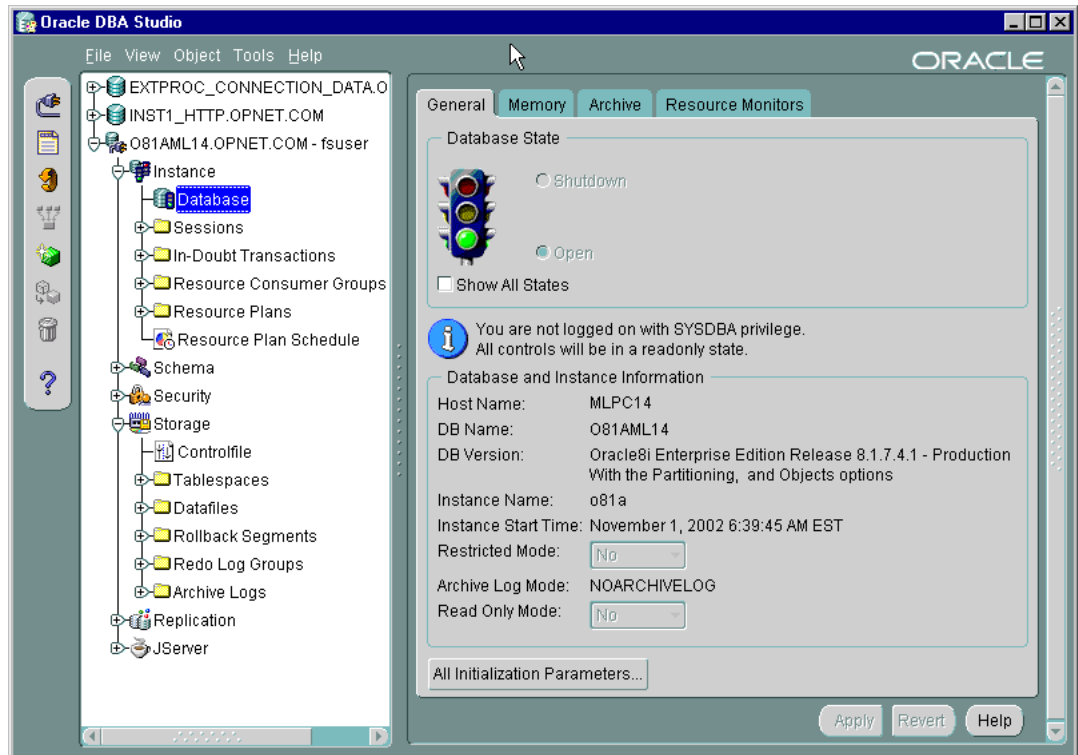 Oracle DBA Studio
File View Object Tools Help
ORACLE
EXTPROC_CONNECTION_DATA.O
INST1_HTTP.OPNET.COM
O81AML14.OPNET.COM - fsuser
Instance
Database
Sessions
In-Doubt Transactions
Resource Consumer Groups
Resource Plans
Resource Plan Schedule
Schema
Security
Storage
Controlfile
Tablespaces
Datafiles
Rollback Segments
Redo Log Groups
Archive Logs
Replication
JServer
General Memory Archive Resource Monitors
Database State
Shutdown
Open
Show All States
You are not logged on with SYSDBA privilege.
All controls will be in a readonly state.
Database and Instance Information
Host Name: MLPC14
DB Name: O81AML14
DB Version: Oracle8i Enterprise Edition Release 8.1.7.4.1 - Production
With the Partitioning, and Objects options
Instance Name: o81a
Instance Start Time: November 1, 2002 6:39:45 AM EST
Restricted Mode: No
Archive Log Mode: NOARCHIVELOG
Read Only Mode: No
All Initialization Parameters...
Apply Revert Help